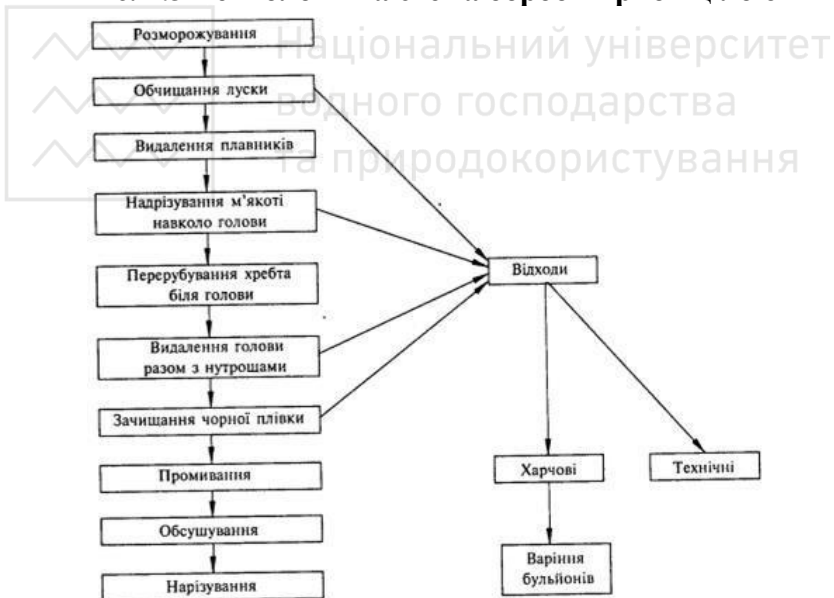 Національний університет
водного господарства
та природокористування
Розморожування
Обчищання луски
Видалення плавників
Надрізування м’якоті
навколо голови
Перерубування хребта
біля голови
Видалення голови
разом з нутрощами
Зачищання чорної плівки
Промивання
Обсушування
Нарізування
Відходи
Харчові
Технічні
Варіння
бульйонів